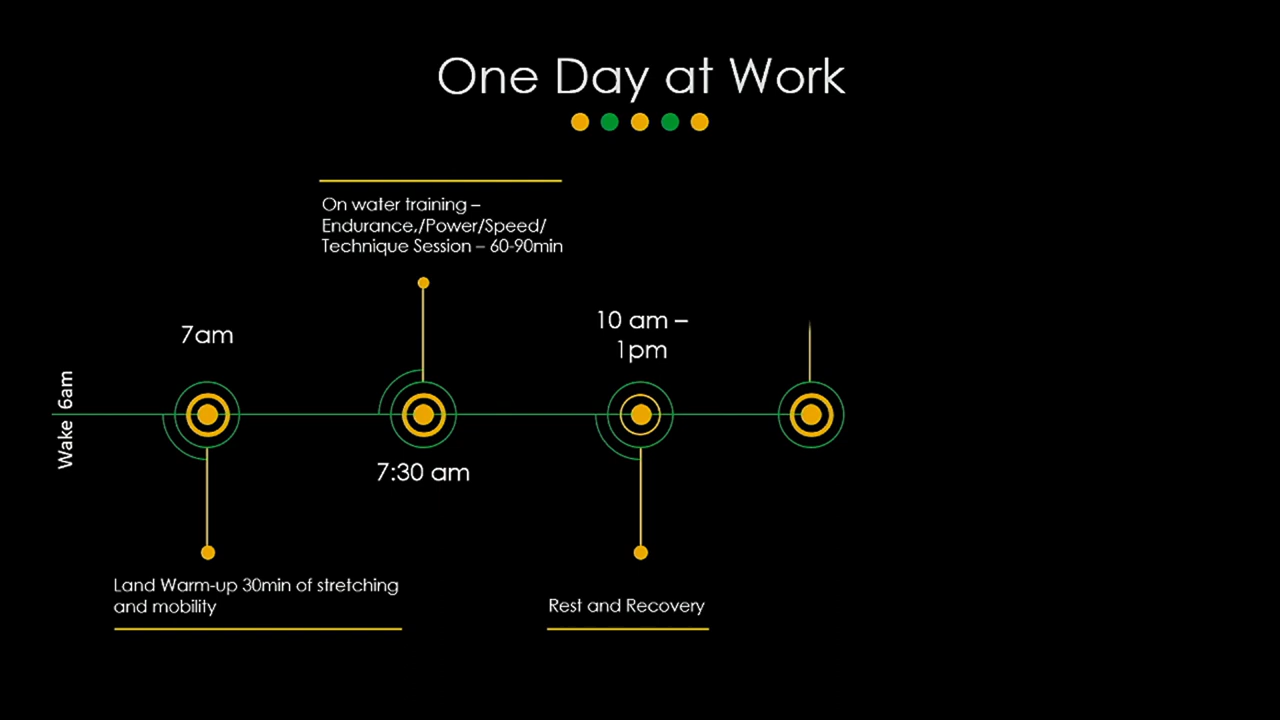 One Day at Work
On water training –
Endurance,/Power/Speed/
Technique Session – 60-90min
10 am –
1pm
7am
Wake 6am
7:30 am
Land Warm-up 30min of stretching
and mobility
Rest and Recovery